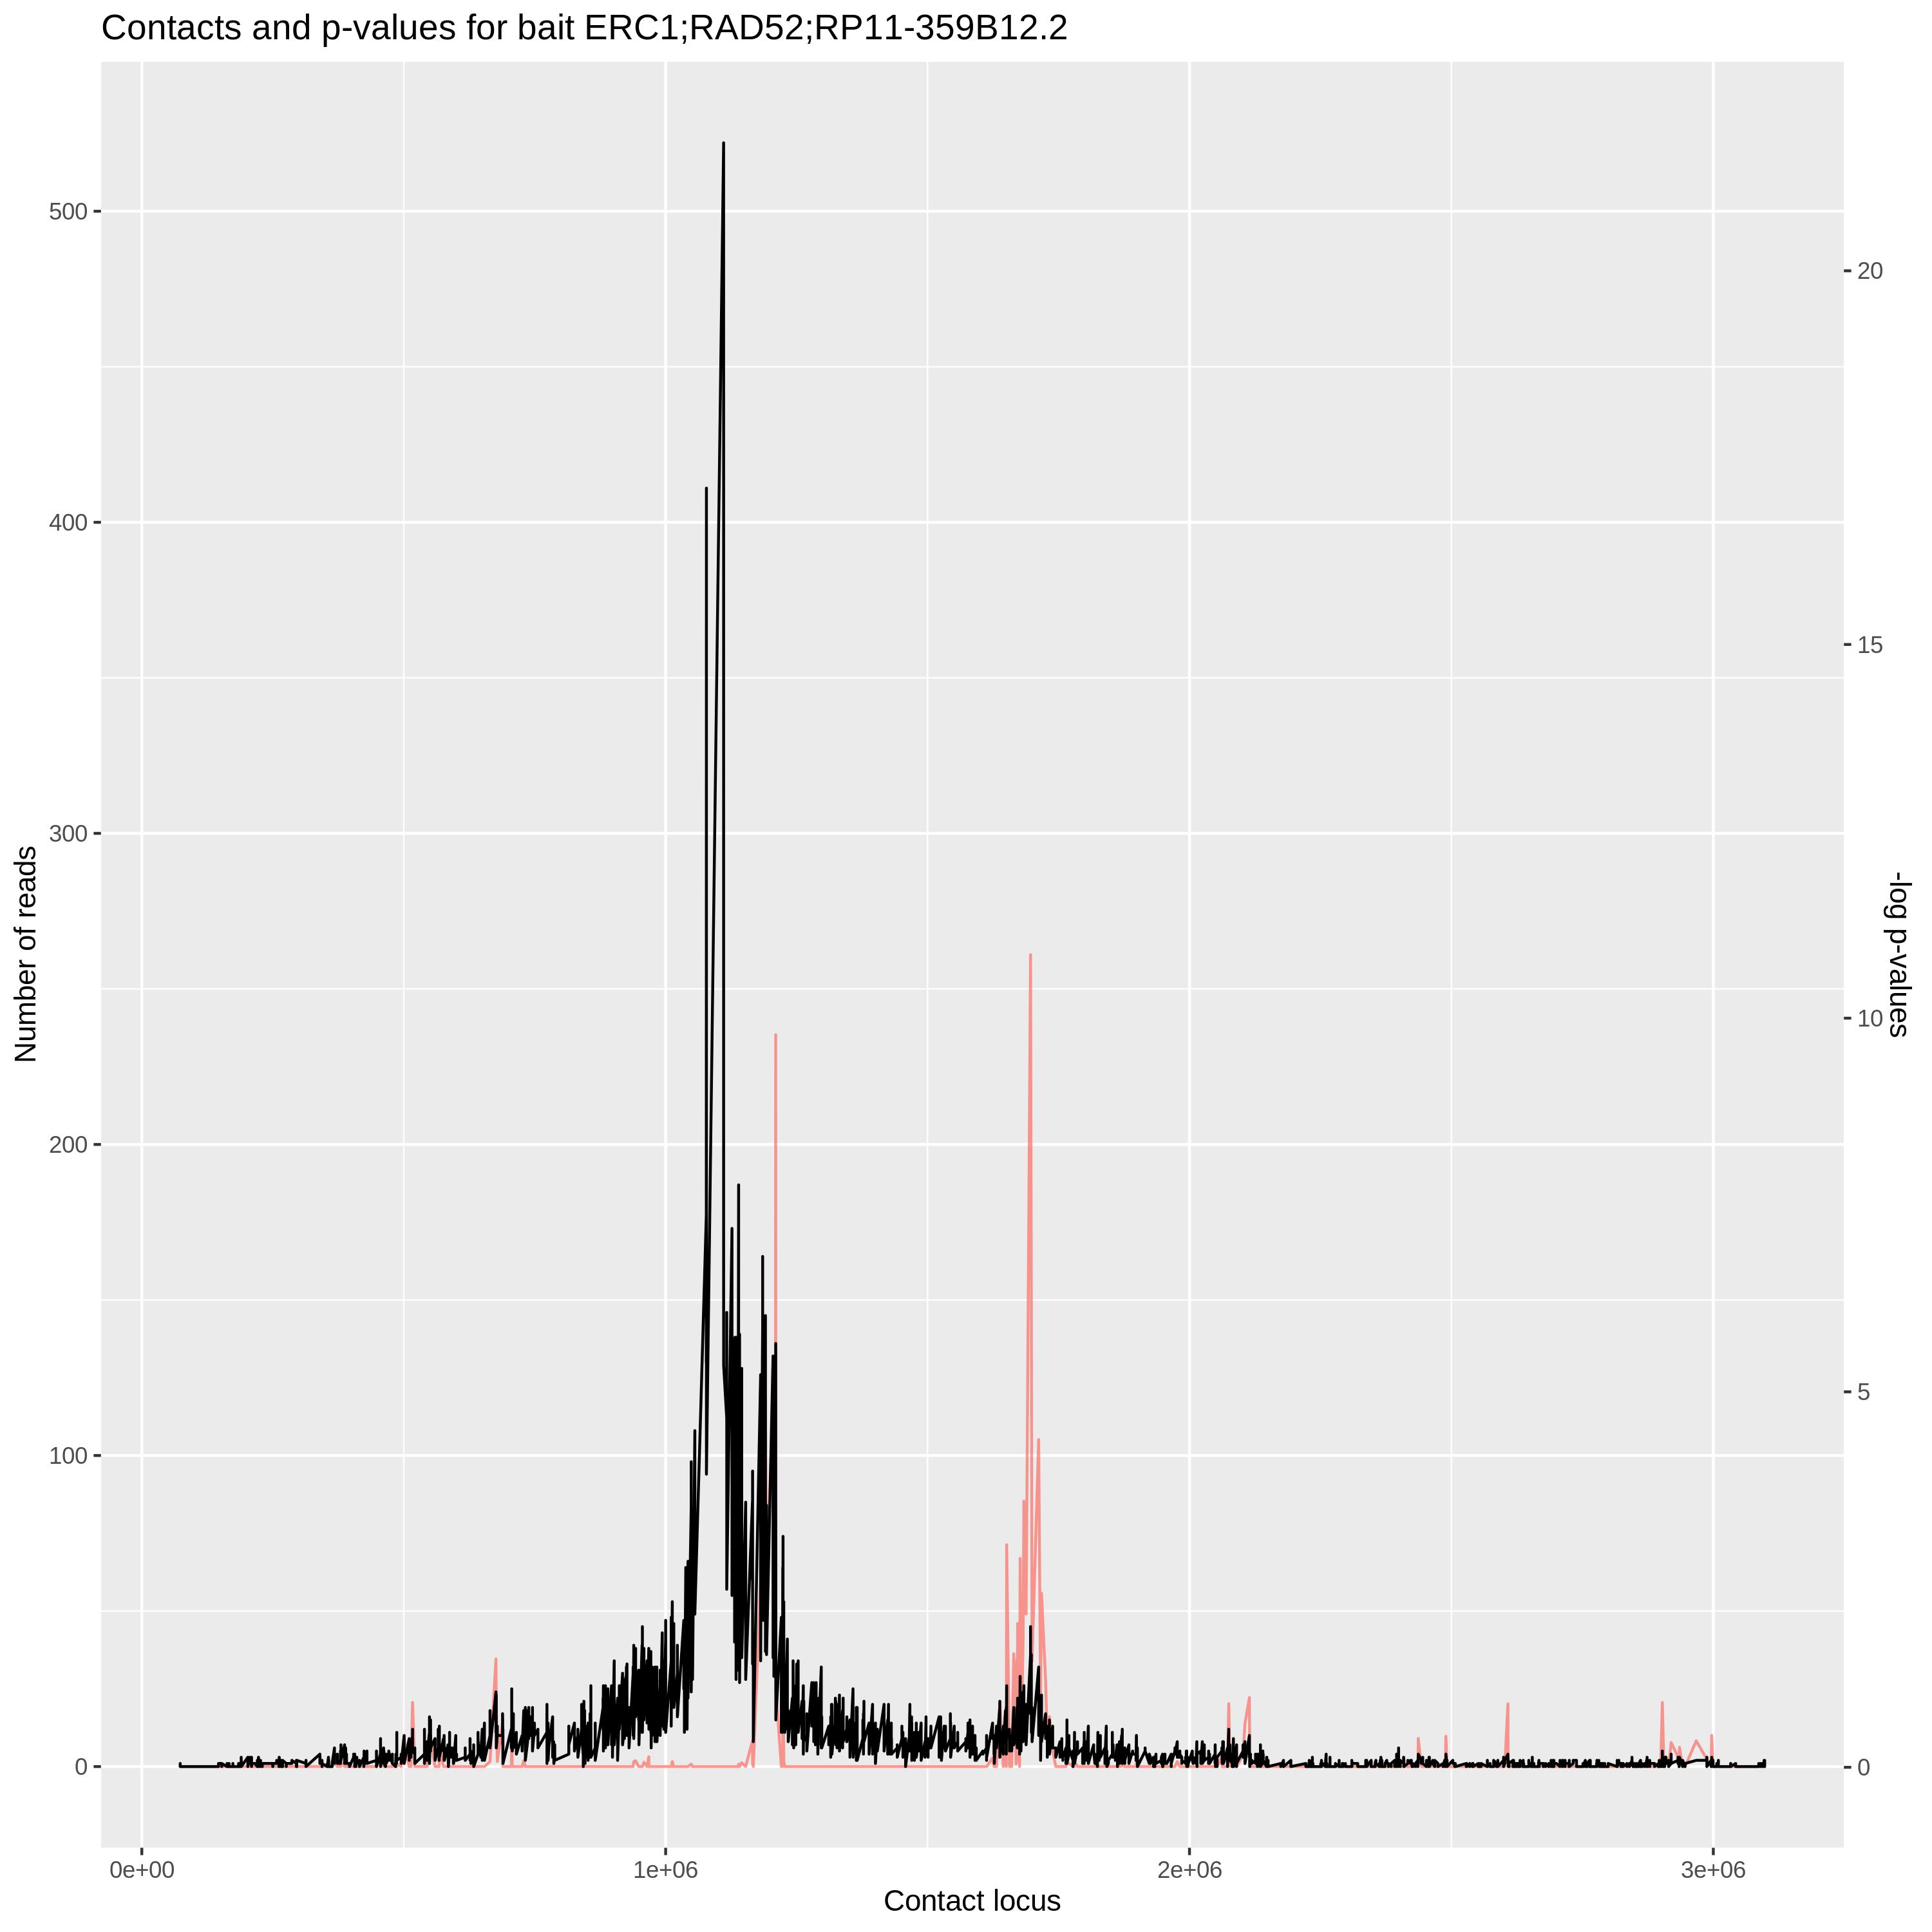 Contacts and p-values for bait ERC1;RAD52;RP11-359B12.2
Number of reads
500
400
300
200
100
0
20
15
10
5
0
-log p-values
0e+00 1e+06 2e+06 3e+06
Contact locus